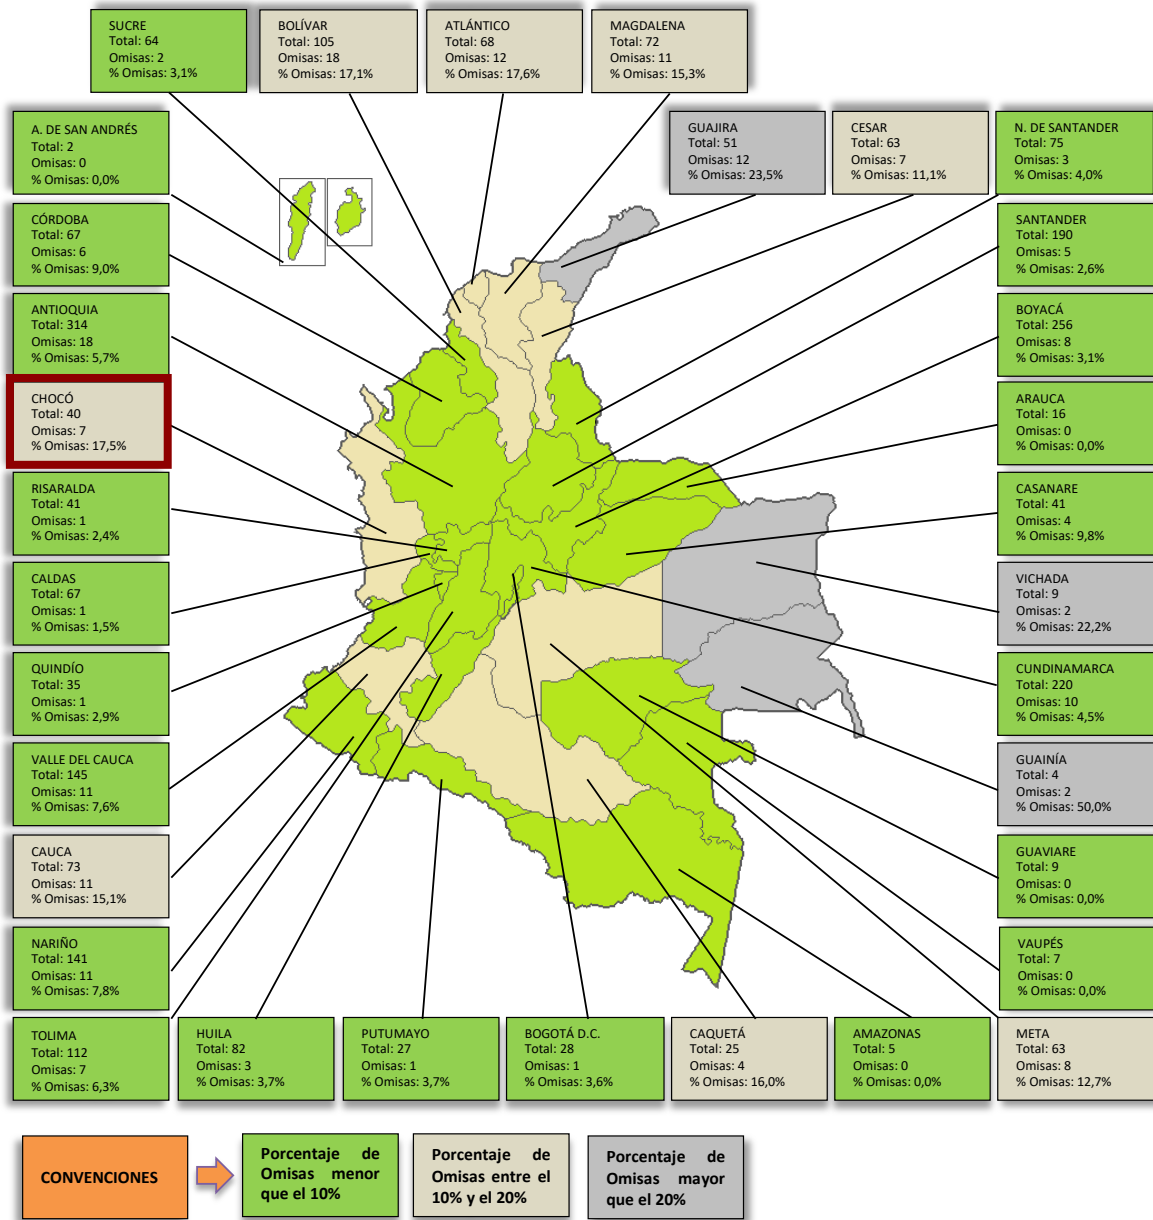 SUCRE
Total: 64
Omisas: 2
% Omisas: 3,1%
BOLÍVAR
Total: 105
Omisas: 18
% Omisas: 17,1%
ATLÁNTICO
Total: 68
Omisas: 12
% Omisas: 17,6%
MAGDALENA
Total: 72
Omisas: 11
% Omisas: 15,3%
A. DE SAN ANDRÉS
Total: 2
Omisas: 0
% Omisas: 0,0%
GUAJIRA
Total: 51
Omisas: 12
% Omisas: 23,5%
CESAR
Total: 63
Omisas: 7
% Omisas: 11,1%
N. DE SANTANDER
Total: 75
Omisas: 3
% Omisas: 4,0%
CÓRDOBA
Total: 67
Omisas: 6
% Omisas: 9,0%
SANTANDER
Total: 190
Omisas: 5
% Omisas: 2,6%
ANTIOQUIA
Total: 314
Omisas: 18
% Omisas: 5,7%
BOYACÁ
Total: 256
Omisas: 8
% Omisas: 3,1%
CHOCÓ
Total: 40
Omisas: 7
% Omisas: 17,5%
ARAUCA
Total: 16
Omisas: 0
% Omisas: 0,0%
RISARALDA
Total: 41
Omisas: 1
% Omisas: 2,4%
CASANARE
Total: 41
Omisas: 4
% Omisas: 9,8%
CALDAS
Total: 67
Omisas: 1
% Omisas: 1,5%
VICHADA
Total: 9
Omisas: 2
% Omisas: 22,2%
QUINDÍO
Total: 35
Omisas: 1
% Omisas: 2,9%
CUNDINAMARCA
Total: 220
Omisas: 10
% Omisas: 4,5%
VALLE DEL CAUCA
Total: 145
Omisas: 11
% Omisas: 7,6%
GUAINÍA
Total: 4
Omisas: 2
% Omisas: 50,0%
CAUCA
Total: 73
Omisas: 11
% Omisas: 15,1%
GUAVIARE
Total: 9
Omisas: 0
% Omisas: 0,0%
NARIÑO
Total: 141
Omisas: 11
% Omisas: 7,8%
VAUPÉS
Total: 7
Omisas: 0
% Omisas: 0,0%
TOLIMA
Total: 112
Omisas: 7
% Omisas: 6,3%
HUILA
Total: 82
Omisas: 3
% Omisas: 3,7%
PUTUMAYO
Total: 27
Omisas: 1
% Omisas: 3,7%
BOGOTÁ D.C.
Total: 28
Omisas: 1
% Omisas: 3,6%
CAQUETÁ
Total: 25
Omisas: 4
% Omisas: 16,0%
AMAZONAS
Total: 5
Omisas: 0
% Omisas: 0,0%
META
Total: 63
Omisas: 8
% Omisas: 12,7%
CONVENCIONES
Porcentaje de
Omisas menor
que el 10%
Porcentaje de
Omisas entre el
10% y el 20%
Porcentaje de
Omisas mayor
que el 20%